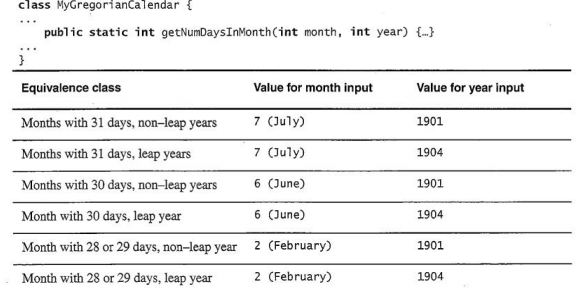 class MyGregorianCalendar {
...
public static int getNumDaysInMonth(int month, int year) {…}
...
}
Equivalence class Value for month input Value for year input
Months with 31 days, non–leap years 7 (July) 1901
Months with 31 days, leap years 7 (July) 1904
Months with 30 days, non–leap years 6 (June) 1901
Month with 30 days, leap year 6 (June) 1904
Month with 28 or 29 days, non–leap year 2 (February) 1901
Month with 28 or 29 days, leap year 2 (February) 1904